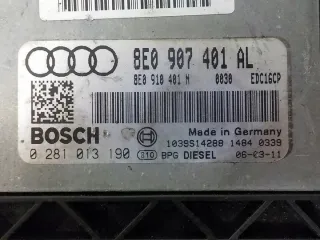 8E0 907 401 AL
8E0 910 401 N 0030 EDC16CP
BOSCH
Made in Germany
1039S14288 1484 0339
0 281 013 190 BPG DIESEL 06-03-11